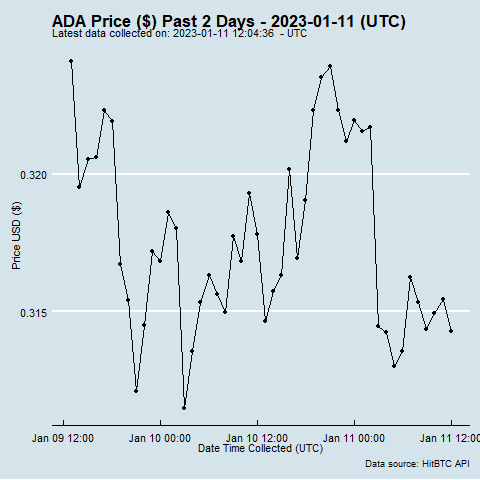 ADA Price ($) Past 2 Days - 2023-01-11 (UTC)
Latest data collected on: 2023-01-11 12:04:36  - UTC
0.320
0.315
Price USD ($)
Jan 09 12:00
Jan 10 00:00
Jan 10 12:00
Jan 11 00:00
Jan 11 12:00
Date Time Collected (UTC)
Data source: HitBTC API